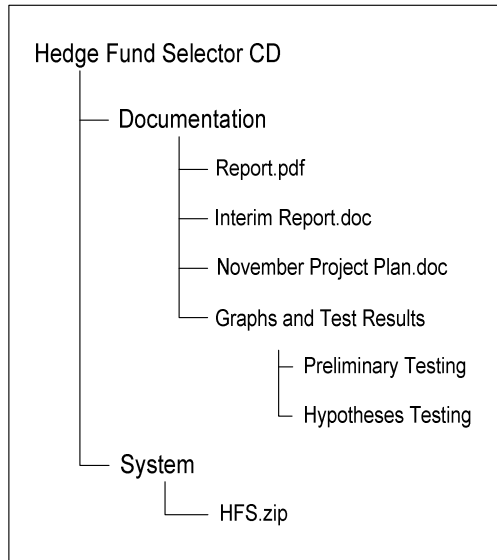 Hedge Fund Selector CD
Documentation
Report.pdf
Interim Report.doc
November Project Plan.doc
Graphs and Test Results
Preliminary Testing
Hypotheses Testing
System
HFS.zip